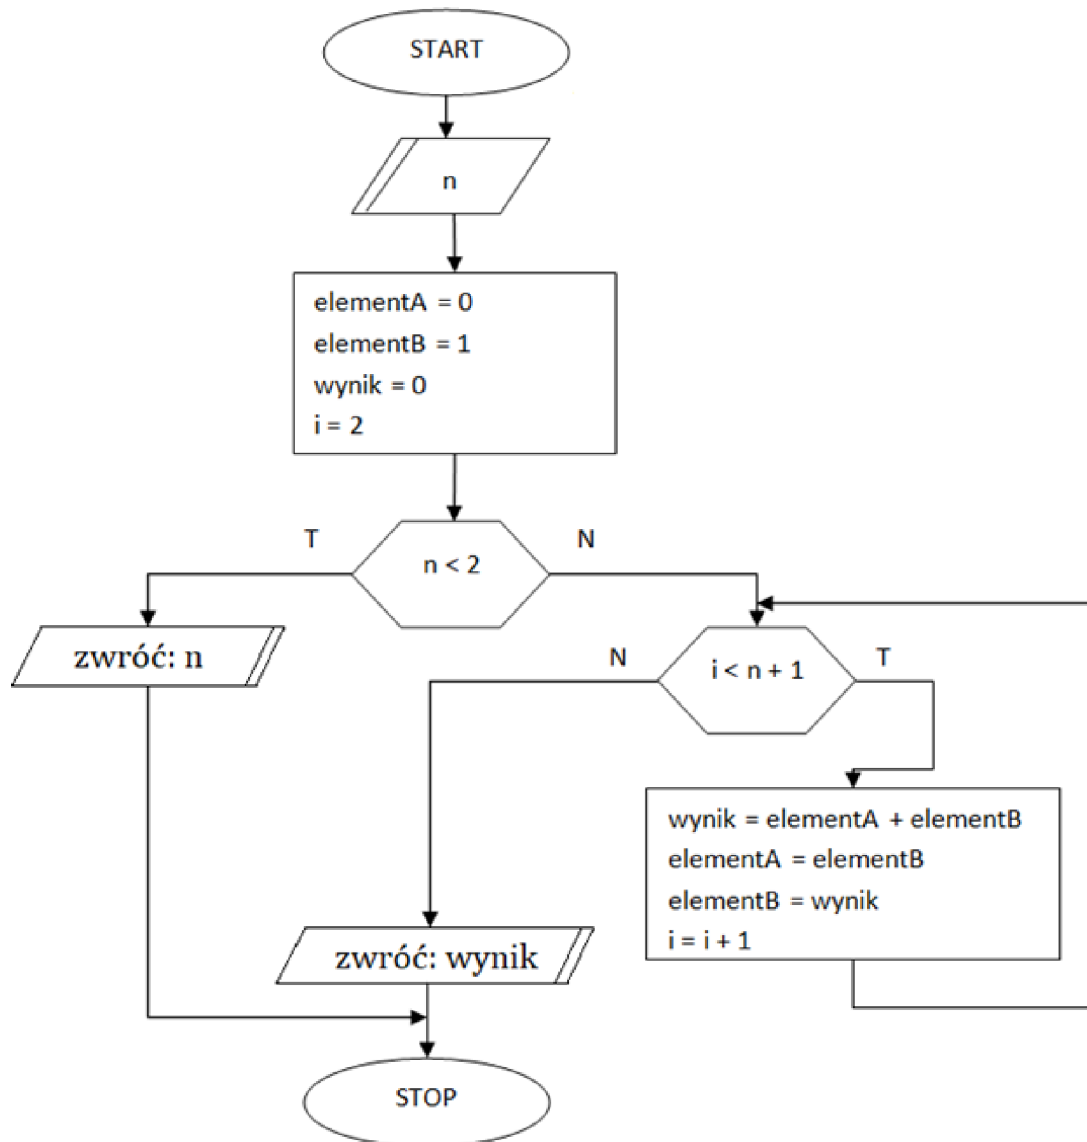 START
n
elementA = 0
elementB = 1
wynik = 0
i = 2
T
n < 2
N
zwróć: n
N
i < n + 1
T
wynik = elementA + elementB
elementA = elementB
elementB = wynik
i = i + 1
zwróć: wynik
STOP